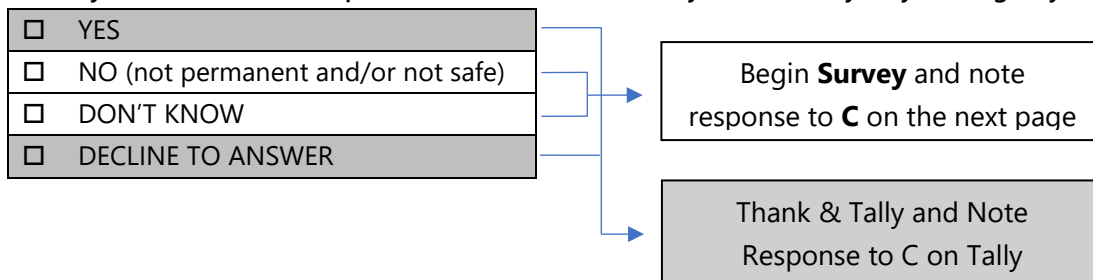 ☐ YES
☐ NO (not permanent and/or not safe)
☐ DON'T KNOW
☐ DECLINE TO ANSWER
Begin Survey and note
response to C on the next page
Thank & Tally and Note
Response to C on Tally